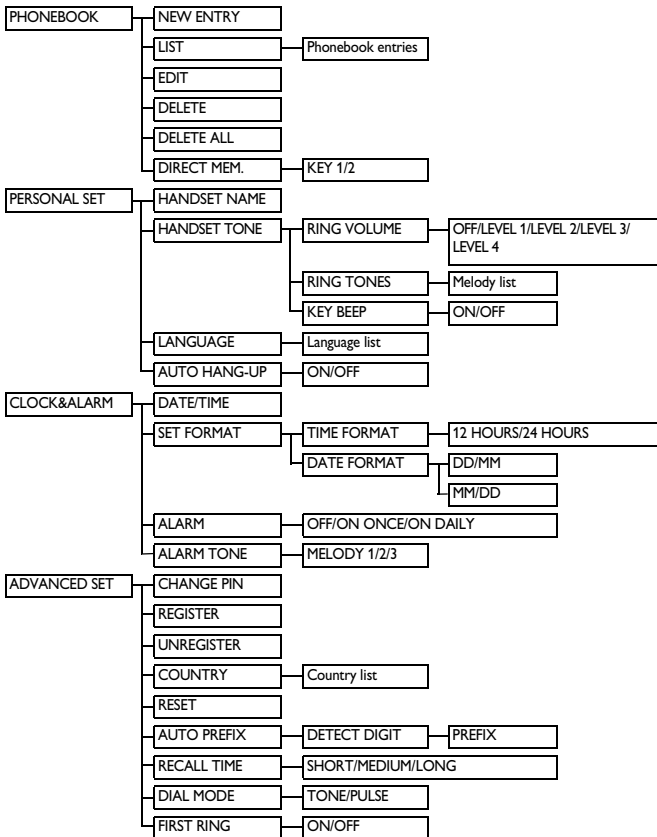 PHONEBOOK NEW ENTRY
LIST Phonebook entries
EDIT
DELETE
DELETE ALL
DIRECT MEM. KEY 1/2
PERSONAL SET HANDSET NAME
HANDSET TONE RING VOLUME OFF/LEVEL 1/LEVEL 2/LEVEL 3/
LEVEL 4
RING TONES Melody list
KEY BEEP ON/OFF
LANGUAGE Language list
AUTO HANG-UP ON/OFF
CLOCK&ALARM DATE/TIME
SET FORMAT TIME FORMAT 12 HOURS/24 HOURS
DATE FORMAT DD/MM
MM/DD
ALARM OFF/ON ONCE/ON DAILY
ALARM TONE MELODY 1/2/3
ADVANCED SET CHANGE PIN
REGISTER
UNREGISTER
COUNTRY Country list
RESET
AUTO PREFIX DETECT DIGIT PREFIX
RECALL TIME SHORT/MEDIUM/LONG
DIAL MODE TONE/PULSE
FIRST RING ON/OFF